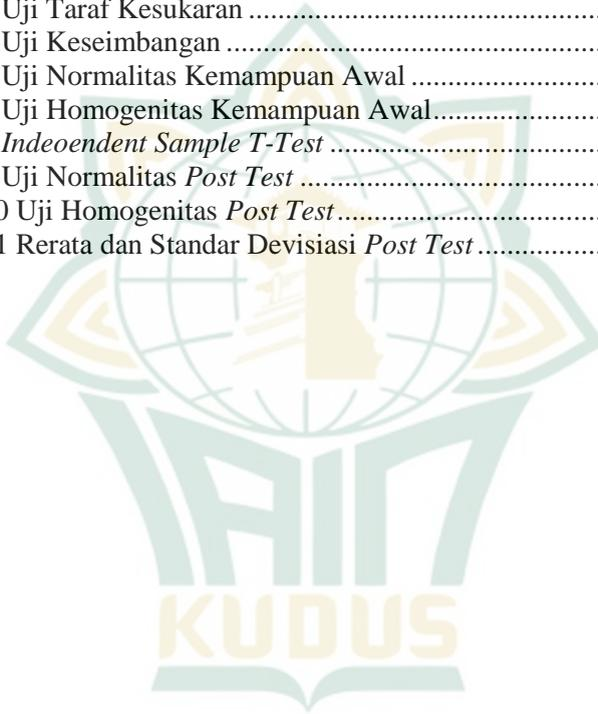 Uji Taraf Kesukaran ..................................................
Uji Keseimbangan ......................................................
Uji Normalitas Kemampuan Awal ...........................
Uji Homogenitas Kemampuan Awal........................
Indeoendent Sample T-Test .......................................
Uji Normalitas Post Test ............................................
0 Uji Homogenitas Post Test.......................................
1 Rerata dan Standar Devisiasi Post Test ..................
IAIN
KUDUS